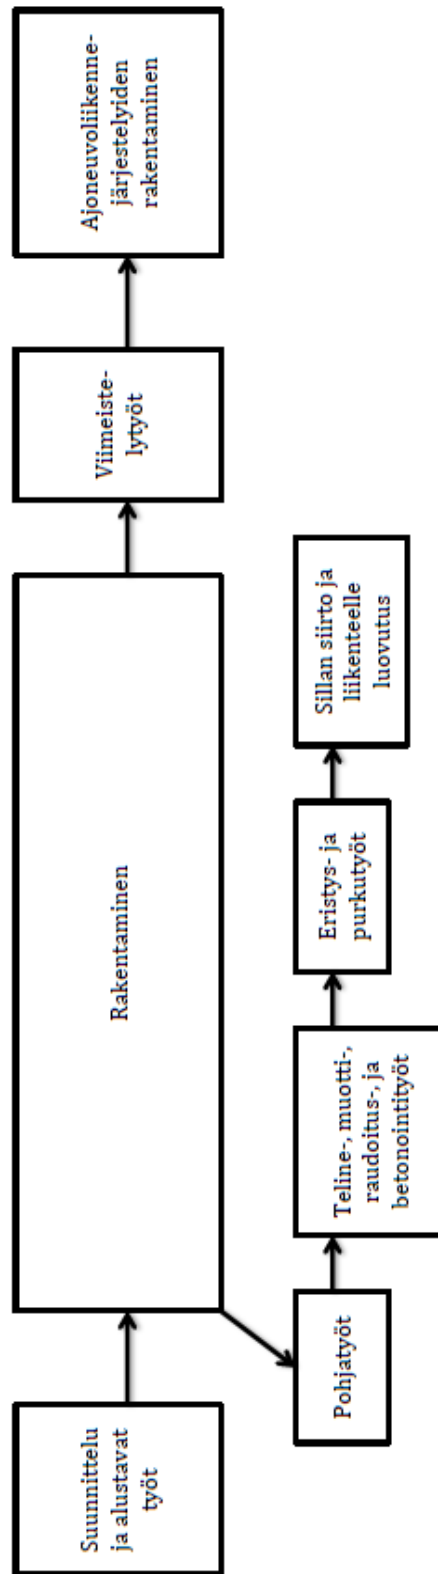 Suunnittelu
ja alustavat
työt
Rakentaminen
Viimeiste-
lytyöt
Ajoneuvoliikenne-
järjestelyiden
rakentaminen
Pohjatyöt
Teline-, muotti-,
raudoitus-, ja
betonointityöt
Eristys- ja
purkutyöt
Sillan siirto ja
liikenteelle
luovutus